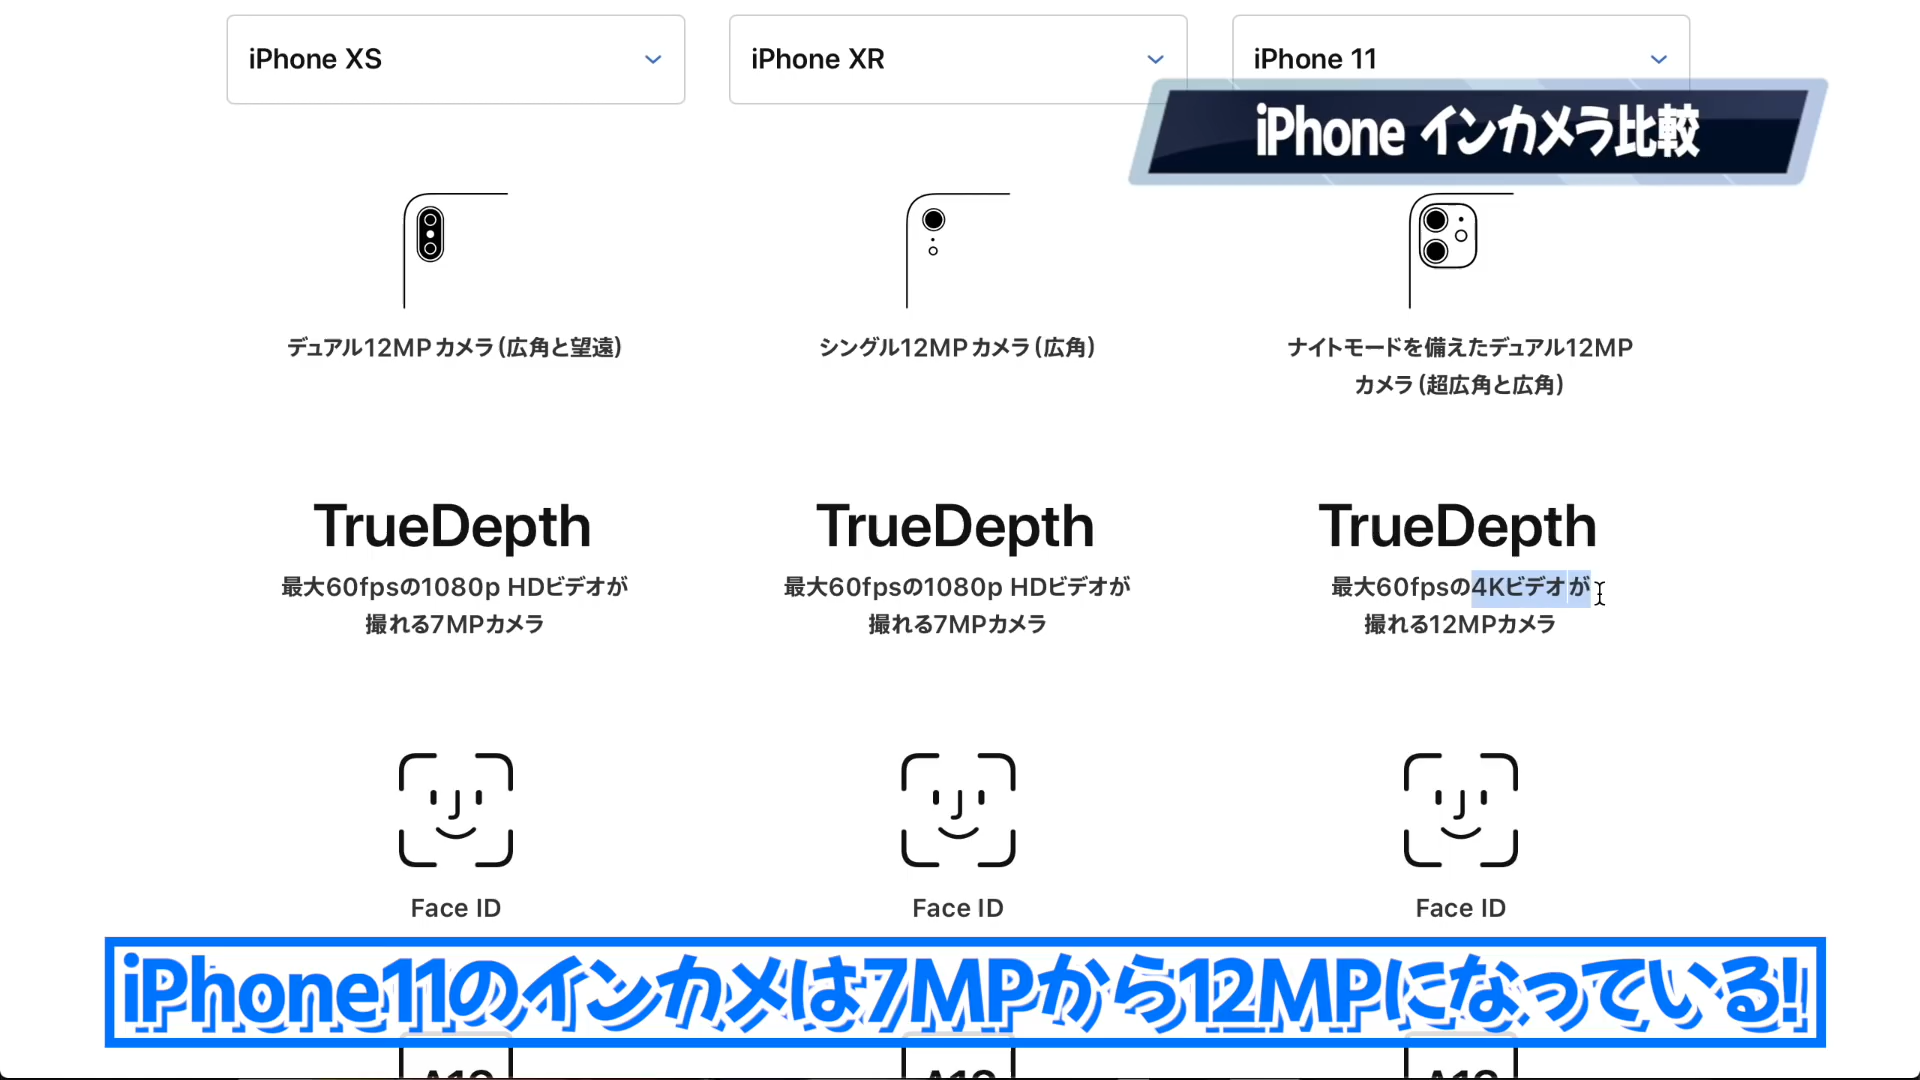 iPhone XS
iPhone XR
iPhone 11
iPhone インカメラ比較
デュアル12MPカメラ(広角と望遠)
シングル12MPカメラ(広角)
ナイトモードを備えたデュアル12MP
カメラ(超広角と広角)
TrueDepth
最大60fpsの1080p HDビデオが
撮れる7MPカメラ
TrueDepth
最大60fpsの1080p HDビデオが
撮れる7MPカメラ
TrueDepth
最大60fpsの4Kビデオが
撮れる12MPカメラ
Face ID
Face ID
Face ID
iPhone11のインカメは7MPから12MPになっている!